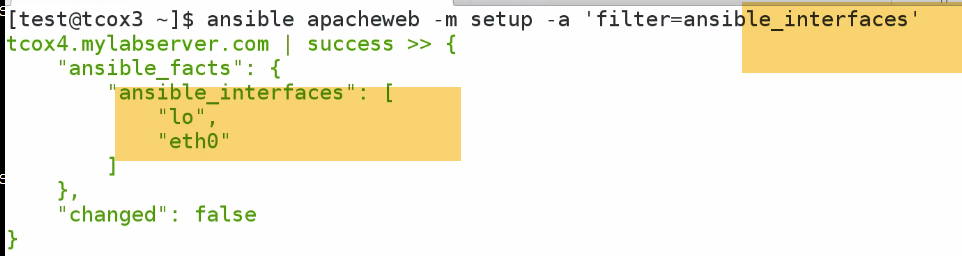 [test@tcox3 ~]$ ansible apacheweb -m setup -a 'filter=ansible_interfaces'
tcox4.mylabserver.com | success >> {
    "ansible_facts": {
        "ansible_interfaces": [
            "lo",
            "eth0"
        ]
    },
    "changed": false
}